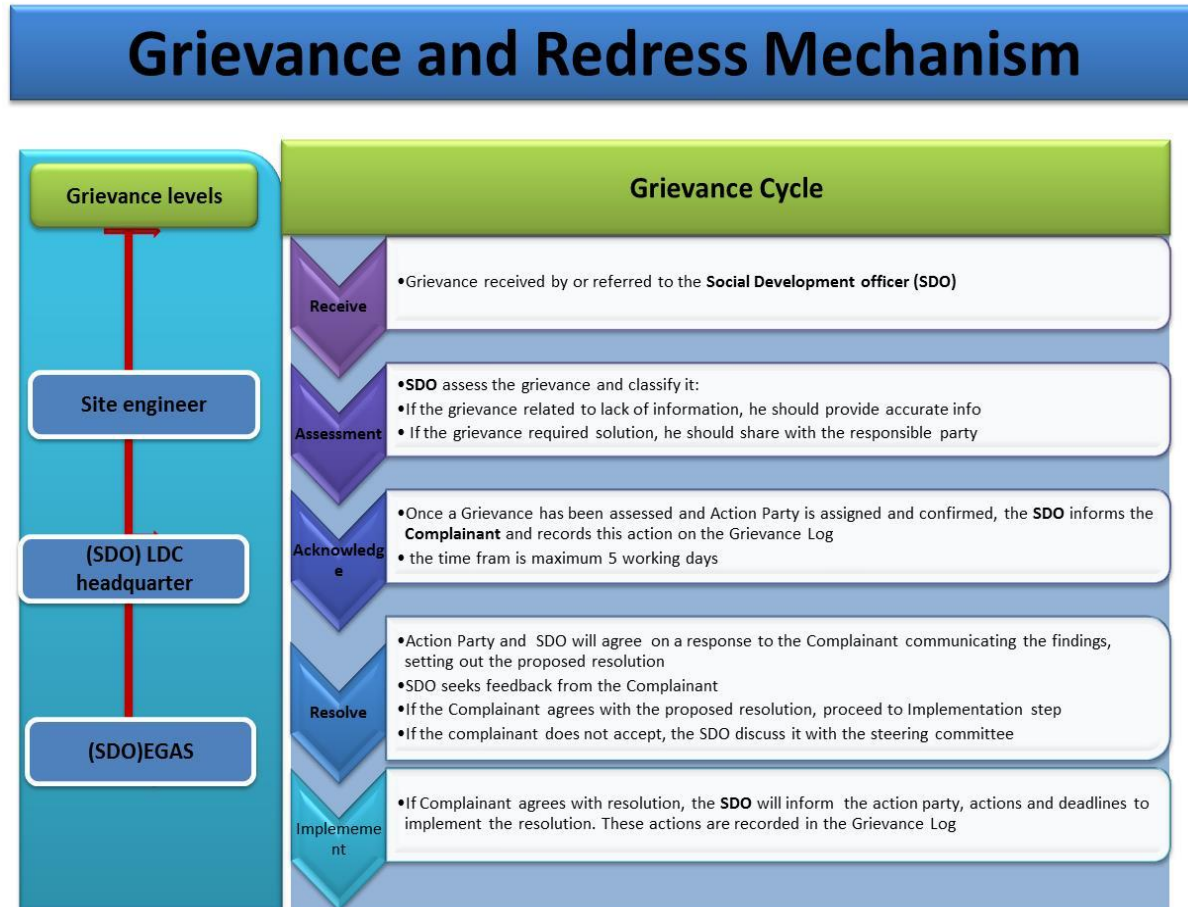 Grievance and Redress Mechanism
Grievance levels
Site engineer
(SDO) LDC
headquarter
(SDO)EGAS
Grievance Cycle
Receive
•Grievance received by or referred to the Social Development officer (SDO)
Assessment
•SDO assess the grievance and classify it:
•If the grievance related to lack of information, he should provide accurate info
• If the grievance required solution, he should share with the responsible party
Acknowledg
e
•Once a Grievance has been assessed and Action Party is assigned and confirmed, the SDO informs the
Complainant and records this action on the Grievance Log
• the time fram is maximum 5 working days
Resolve
•Action Party and SDO will agree on a response to the Complainant communicating the findings,
setting out the proposed resolution
•SDO seeks feedback from the Complainant
•If the Complainant agrees with the proposed resolution, proceed to Implementation step
•If the complainant does not accept, the SDO discuss it with the steering committee
Implememe
nt
•If Complainant agrees with resolution, the SDO will inform the action party, actions and deadlines to
implement the resolution. These actions are recorded in the Grievance Log